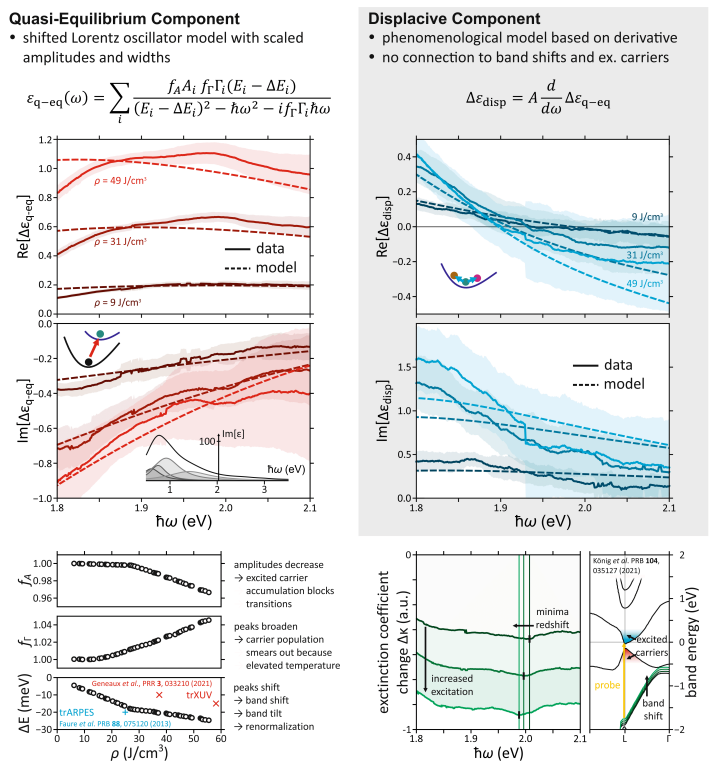 Quasi-Equilibrium Component
• shifted Lorentz oscillator model with scaled
amplitudes and widths
ε_q−eq(ω) = ∑_i f_A A_i f_Γ Γ_i (E_i − ΔE_i) / ((E_i − ΔE_i)² − ħω² − i f_Γ Γ_i ħω)
Displacive Component
• phenomenological model based on derivative
• no connection to band shifts and ex. carriers
Δε_disp = A d/dω Δε_q−eq
Re[Δε_q-eq]
1.2
1.0
0.8
0.6
0.4
0.2
0.0
ρ = 49 J/cm³
ρ = 31 J/cm³
ρ = 9 J/cm³
data
model
Im[Δε_q-eq]
0.0
−0.2
−0.4
−0.6
−0.8
−1.0
100
Im[ε]
ħω (eV)
1
2
3
1.8
1.9
2.0
2.1
ħω (eV)
Re[Δε_disp]
0.4
0.2
0.0
−0.2
−0.4
9 J/cm³
31 J/cm³
49 J/cm³
Im[Δε_disp]
1.5
1.0
0.5
0.0
data
model
1.8
1.9
2.0
2.1
ħω (eV)
f_A
1.00
0.98
0.96
amplitudes decrease
→ excited carrier
accumulation blocks
transitions
f_Γ
1.04
1.02
1.00
peaks broaden
→ carrier population
smears out because
elevated temperature
ΔE (meV)
0
−10
−20
−30
Geneaux et al., PRR 3, 033210 (2021)
trXUV
trARPES
Faure et al. PRB 88, 075120 (2013)
peaks shift
→ band shift
→ band tilt
→ renormalization
0
20
40
60
ρ (J/cm³)
exctinction coefficient
change Δκ (a.u.)
0
-1
minima
redshift
increased
excitation
1.8
1.9
2.0
2.1
ħω (eV)
König et al. PRB 104,
035127 (2021)
excited
carriers
probe
band
shift
L
Γ
2
1
0
−1
−2
band energy (eV)